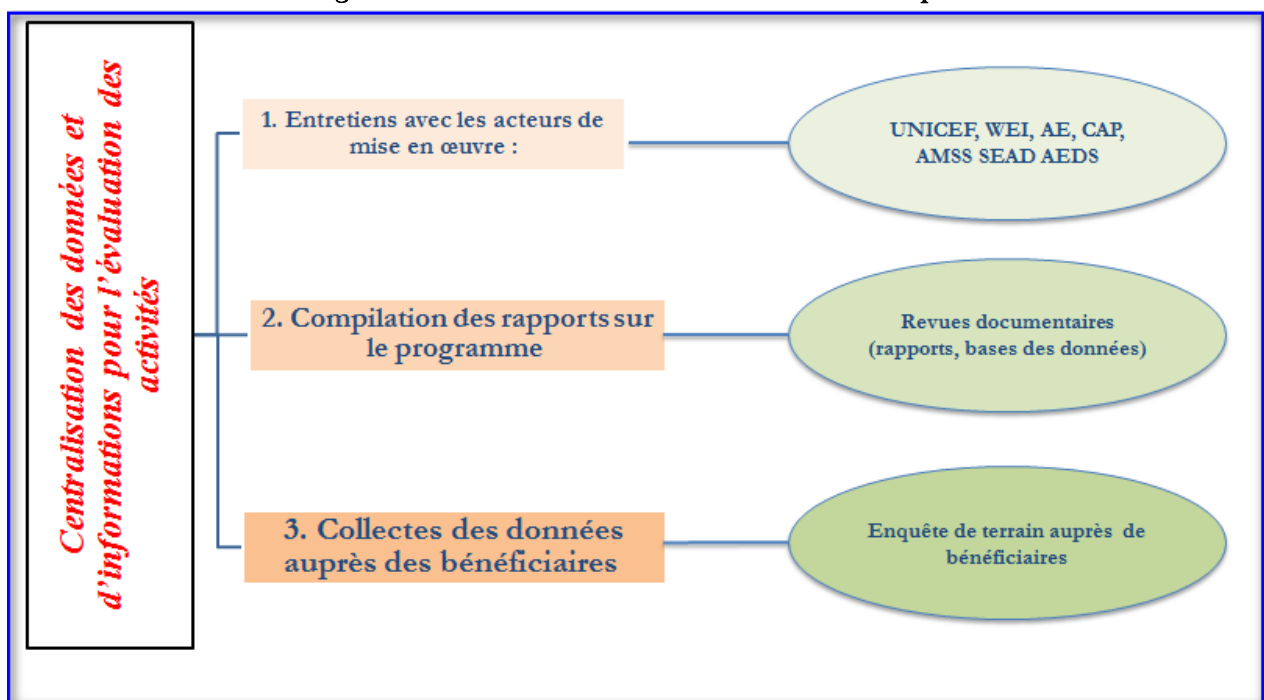 Centralisation des données et
d'informations pour l'évaluation des
activités
1. Entretiens avec les acteurs de
mise en œuvre :
UNICEF, WEI, AE, CAP,
AMSS SEAD AEDS
2. Compilation des rapports sur
le programme
Revues documentaires
(rapports, bases des données)
3. Collectes des données
auprès des bénéficiaires
Enquête de terrain auprès de
bénéficiaires